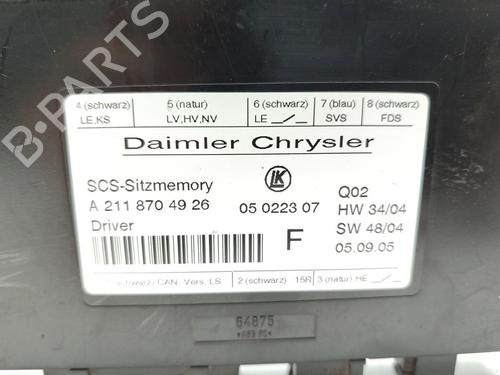 4 (schwarz) 5 (natur) 6 (schwarz) 7 (blau) 8 (schwarz)
LE,KS LV,HV,NV LE SVS FDS
Daimler Chrysler
SCS-Sitzmemory LK Q02
A 211 870 49 26 05 0223 07 HW 34/04
Driver F SW 48/04
05.09.05
(schwarz) CAN, Vers, LS 2 (schwarz) 15R 3 (natur) HE
64875
B-PARTS